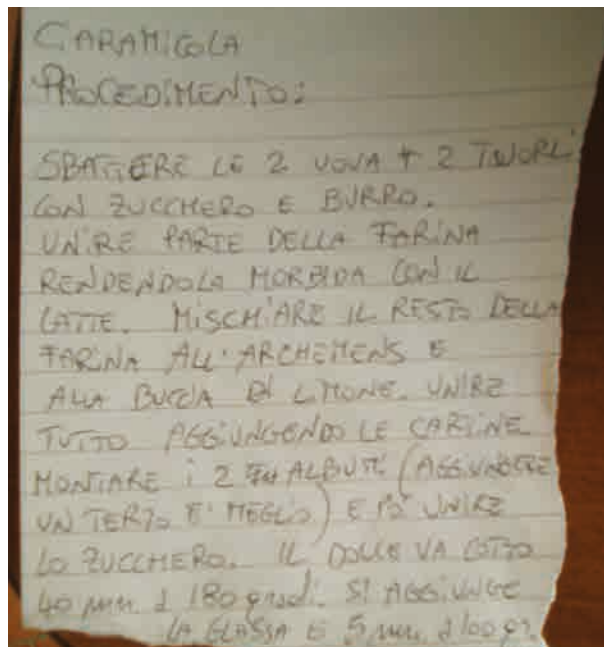 CARAMICOLA
PROCEDIMENTO:
SBATTERE LE 2 UOVA + 2 TUORLI
CON ZUCCHERO E BURRO.
UNIRE PARTE DELLA FARINA
RENDENDOLA MORBIDA CON IL
LATTE. MISCHIARE IL RESTO DELLA
FARINA ALL'ARCHEMENS E
ALLA BUCCIA DI LIMONE. UNIRE
TUTTO AGGIUNGENDO LE CARTINE
MONTARE i 2 ALBUMI (AGGIUNGERE
UN TERZO E' MEGLIO) E POI UNIRE
LO ZUCCHERO. IL DOLCE VA COTTO
40 min. a 180 gradi. SI AGGIUNGE
LA GLASSA E 5 min. a 100 gr.